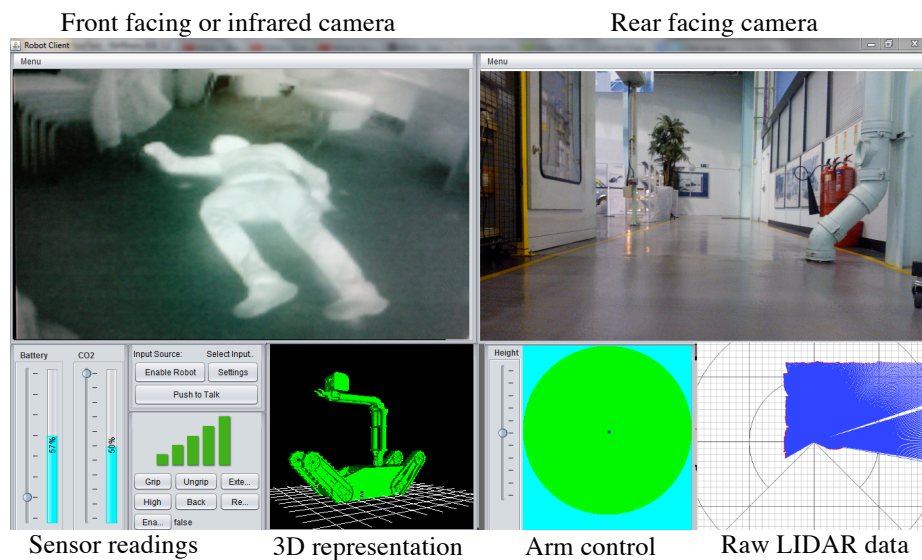 Front facing or infrared camera
Rear facing camera
Robot Client
Menu
Menu
Battery
CO2
57%
50%
Input Source:
Select Input..
Enable Robot
Settings
Push to Talk
Grip
Ungrip
Exte...
High
Back
Re...
Ena...
false
Height
Sensor readings
3D representation
Arm control
Raw LIDAR data